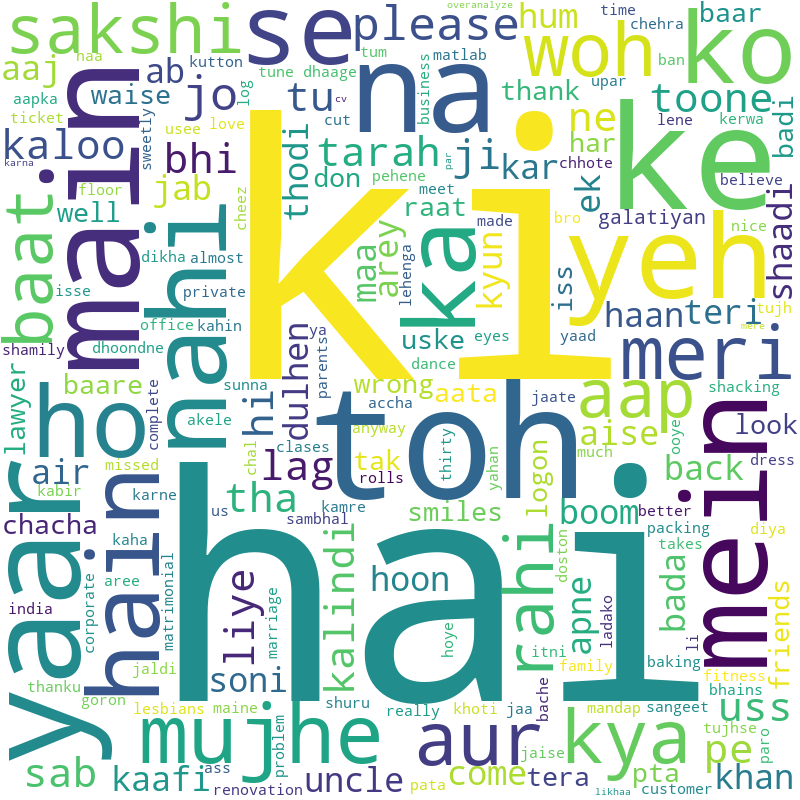 overanalyze
sakshi
se
please
hum
time
chehra
baar
woh
ko
aaj
naa
ab
na
tum
matlab
ban
aapka
waise
jo
log
tune
dhaage
business
thank
upar
toone
ticket
usee
love
tu
cv
cut
ne
lene
kerwa
badi
kaloo
sweetly
bhi
thodi
tarah
ji
kar
har
karna
main
don
pehene
par
chhote
ke
believe
floor
jab
cheez
meet
ek
well
raat
made
bro
galatiyan
nice
baat
nahi
ki
maa
arey
lehenga
ka
kyun
yeh
shaadi
dikha
almost
iss
haan
teri
tujh
isse
private
office
kahin
ya
uske
eyes
yaad
meri
mere
shamily
dhoondne
dulhen
parents
dance
lawyer
baare
sunna
hi
wrong
aata
jaate
aap
shacking
ho
complete
akele
accha
toh
ooye
dress
yaar
chal
clases
anyway
thirty
aise
much
look
air
missed
lag
tak
rolls
yahan
logon
back
kabir
karne
us
tha
kamre
better
mein
chacha
kaha
sambhal
smiles
boom
packing
diya
hain
aree
hai
doston
takes
india
corporate
matrimonial
liye
marriage
kalindi
hoon
rahi
apne
ladako
bada
li
baking
friends
jaldi
soni
hoye
itni
family
fitness
thanku
goron
bhains
lesbians
maine
shuru
really
khoti
jaa
bache
mandap
sangeet
uss
mujhe
problem
aur
jaise
kya
tujhse
pe
paro
sab
kaafi
ass
renovation
uncle
pata
come
tera
likhaa
pta
customer
khan
kutton